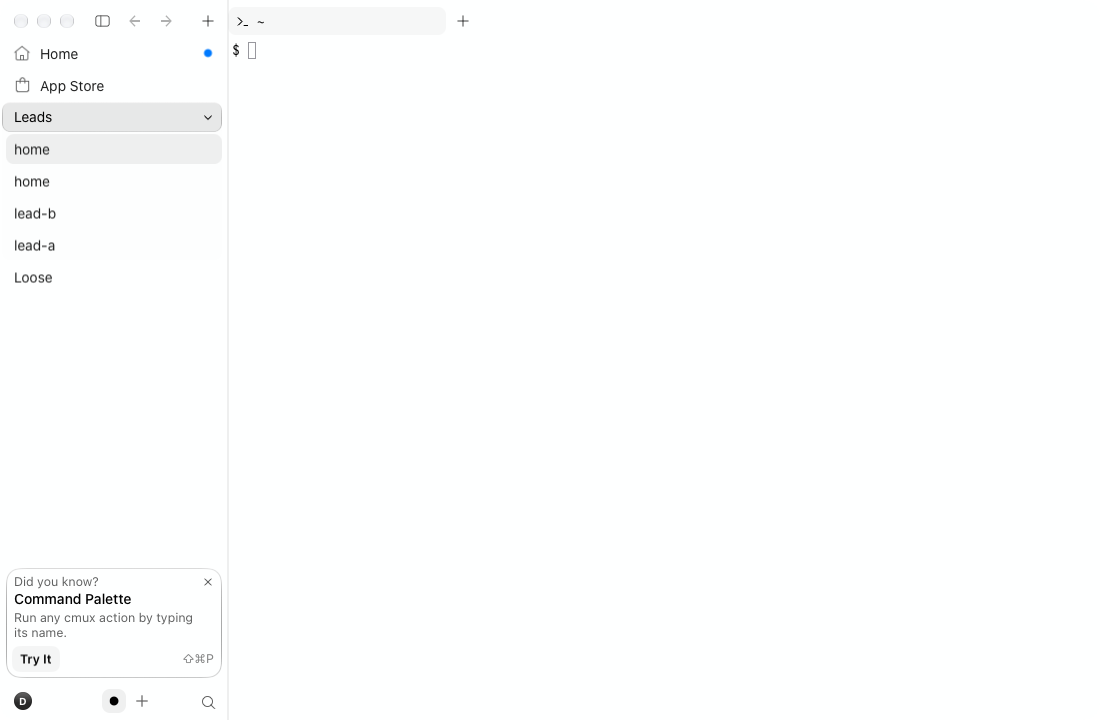 >_ ~
$
Home
App Store
Leads
home
home
lead-b
lead-a
Loose
Did you know?
Command Palette
Run any cmux action by typing
its name.
Try It ⇧⌘P
D